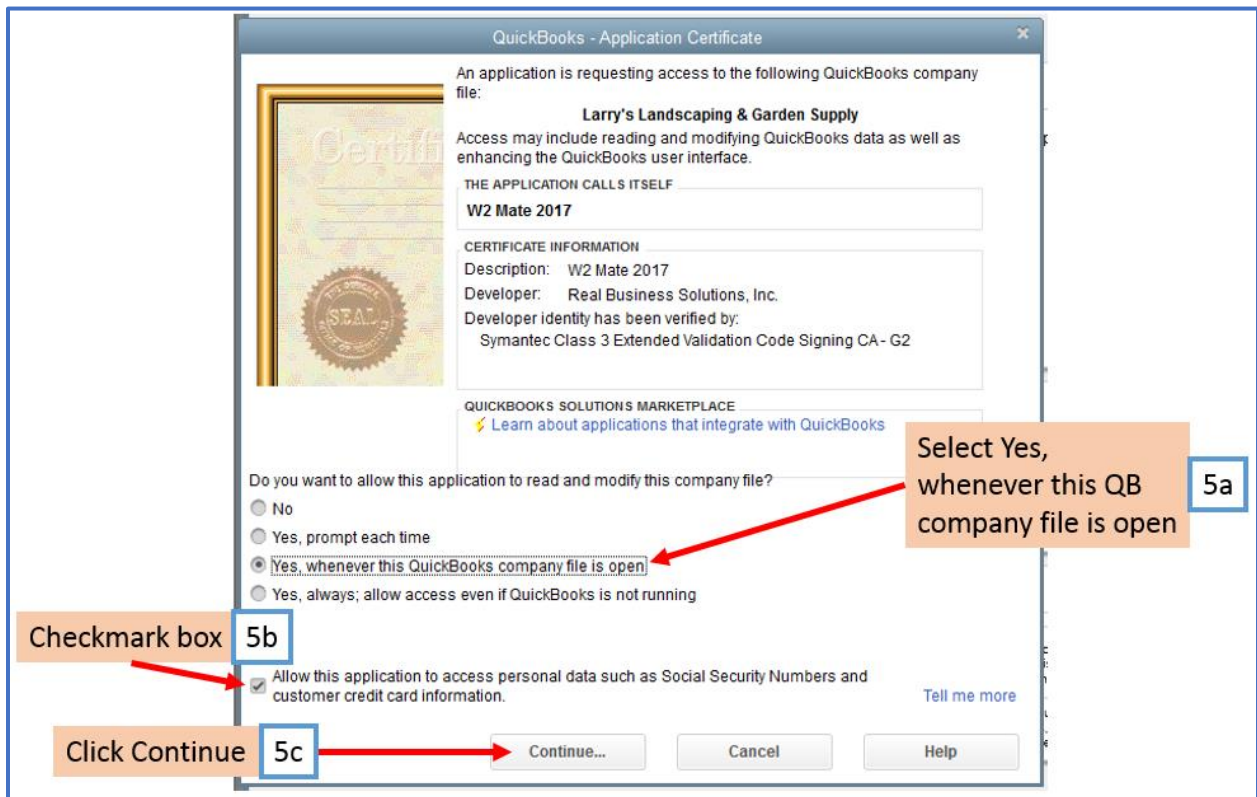 QuickBooks - Application Certificate
An application is requesting access to the following QuickBooks company
file:
Larry's Landscaping & Garden Supply
Access may include reading and modifying QuickBooks data as well as
enhancing the QuickBooks user interface.
THE APPLICATION CALLS ITSELF
W2 Mate 2017
CERTIFICATE INFORMATION
Description: W2 Mate 2017
Developer: Real Business Solutions, Inc.
Developer identity has been verified by:
Symantec Class 3 Extended Validation Code Signing CA - G2
Certifi
SEAL
QUICKBOOKS SOLUTIONS MARKETPLACE
Learn about applications that integrate with QuickBooks
Select Yes,
whenever this QB
company file is open
5a
Do you want to allow this application to read and modify this company file?
No
Yes, prompt each time
Yes, whenever this QuickBooks company file is open
Yes, always; allow access even if QuickBooks is not running
Checkmark box 5b
Allow this application to access personal data such as Social Security Numbers and
customer credit card information.
Tell me more
Click Continue 5c
Continue... Cancel Help